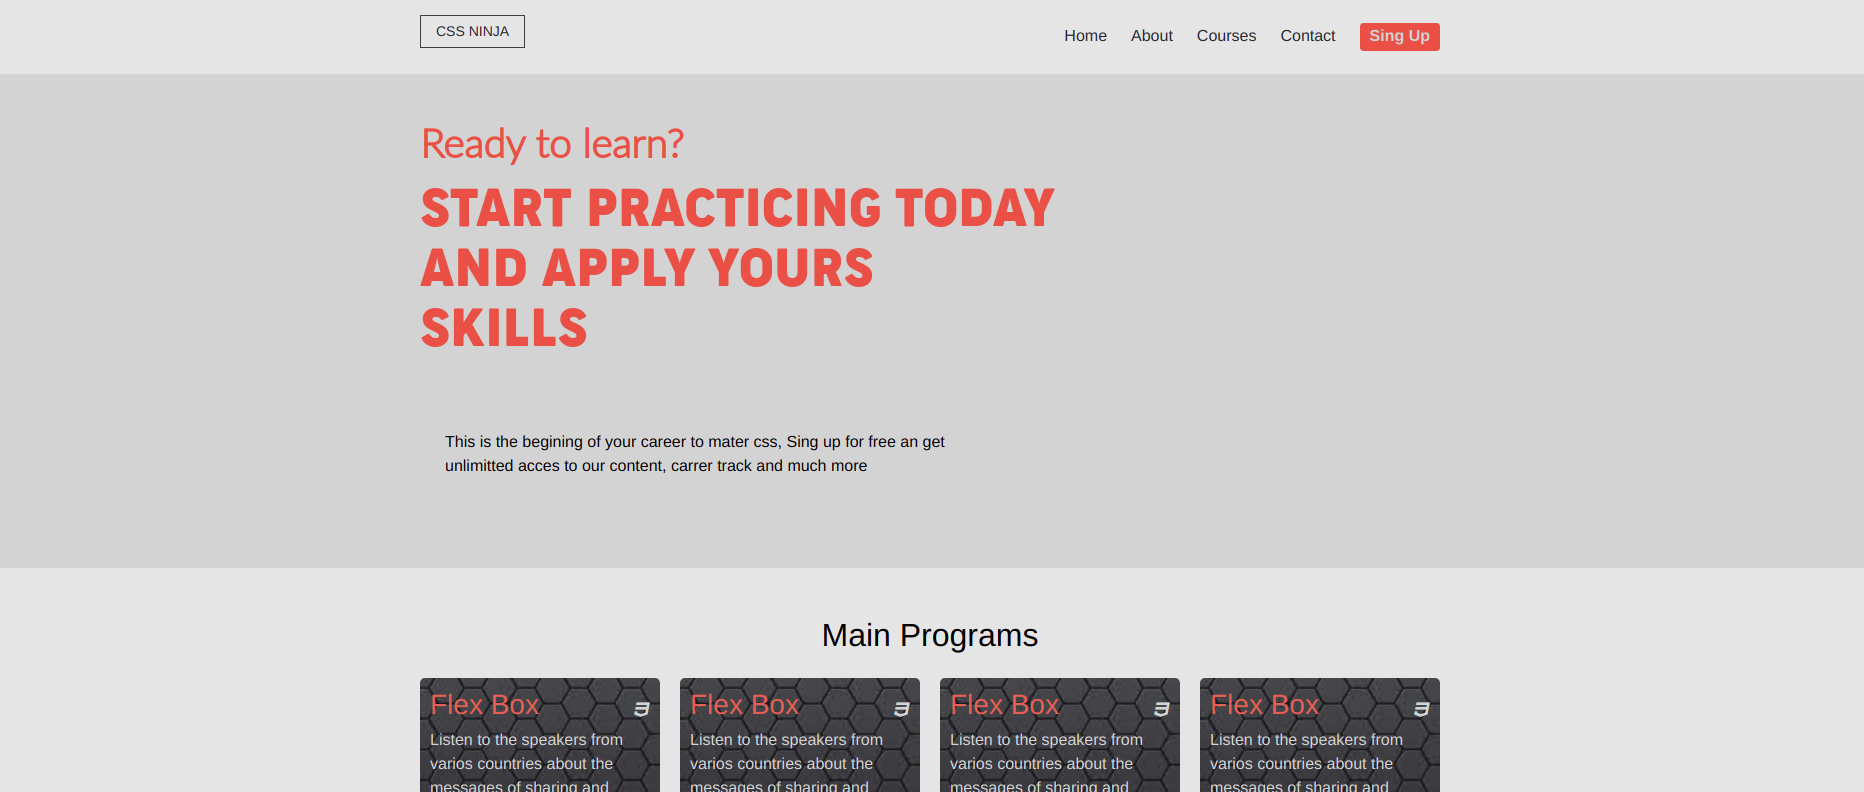 CSS NINJA
Home About Courses Contact Sing Up
Ready to learn?
START PRACTICING TODAY
AND APPLY YOURS
SKILLS
This is the begining of your career to mater css, Sing up for free an get
unlimitted acces to our content, carrer track and much more
Main Programs
Flex Box
Listen to the speakers from
varios countries about the
messages of sharing and
Flex Box
Listen to the speakers from
varios countries about the
messages of sharing and
Flex Box
Listen to the speakers from
varios countries about the
messages of sharing and
Flex Box
Listen to the speakers from
varios countries about the
messages of sharing and